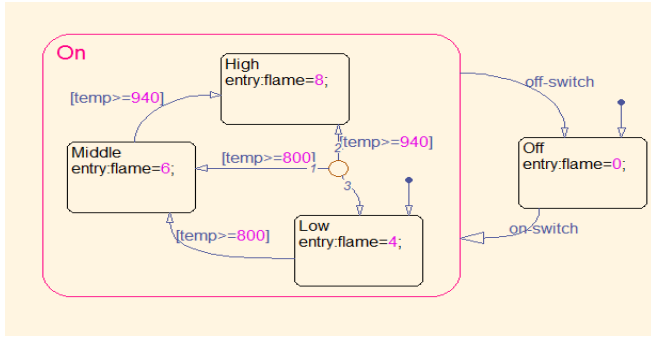 On
High
entry:flame=8;
off-switch
[temp>=940]
2
[temp>=940]
Middle
entry:flame=6;
[temp>=800]
1
Off
entry:flame=0;
3
Low
entry:flame=4;
[temp>=800]
on-switch